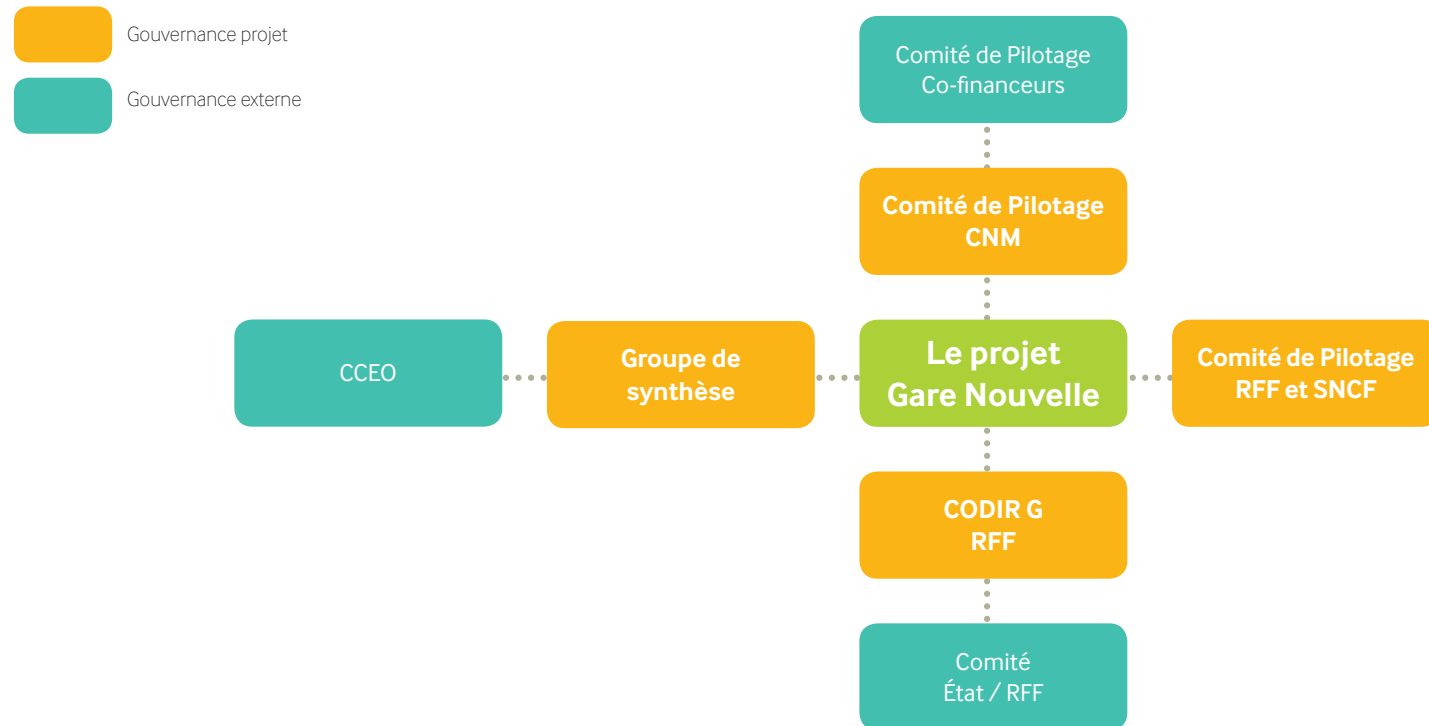 Gouvernance projet
Gouvernance externe
Comité de Pilotage
Co-financeurs
Comité de Pilotage
CNM
CCEO
Groupe de
synthèse
Le projet
Gare Nouvelle
Comité de Pilotage
RFF et SNCF
CODIR G
RFF
Comité
État / RFF